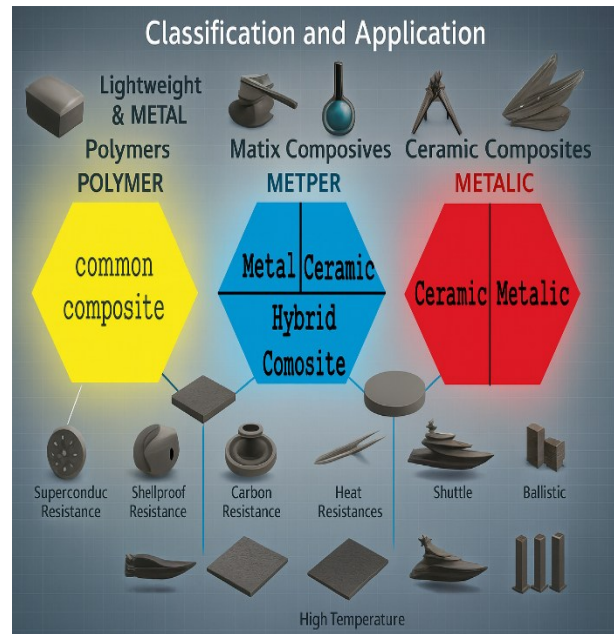 Classification and Application
Lightweight
& METAL
Polymers
POLYMER
Matix Composives
METPER
Ceramic Composites
METALIC
common
composite
Metal
Ceramic
Hybrid
Comosite
Ceramic
Metalic
Superconduc
Resistance
Shellproof
Resistance
Carbon
Resistance
Heat
Resistances
Shuttle
Ballistic
High Temperature